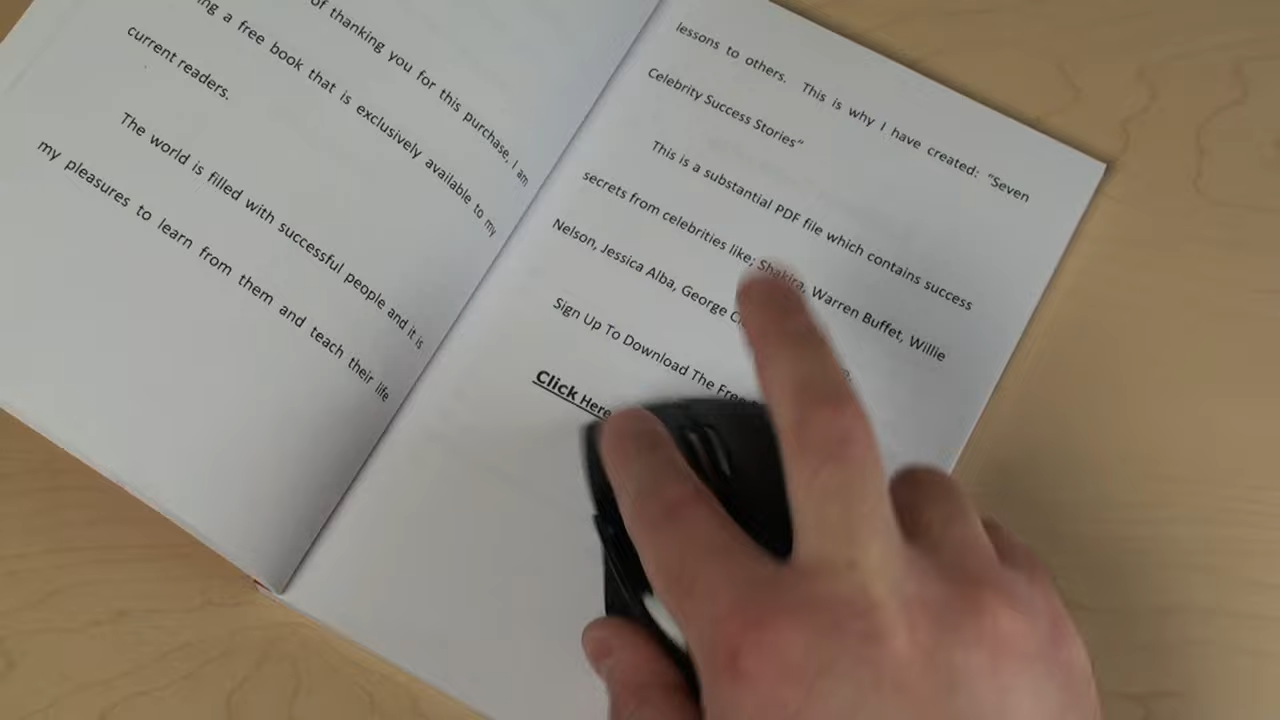 of thanking you for this purchase, I am
a free book that is exclusively available to my
current readers.
The world is filled with successful people and it is
my pleasures to learn from them and teach their life
lessons to others. This is why I have created: “Seven
Celebrity Success Stories”
This is a substantial PDF file which contains success
secrets from celebrities like; Shakira, Warren Buffet, Willie
Nelson, Jessica Alba, George
Sign Up To Download The Free
Click Here